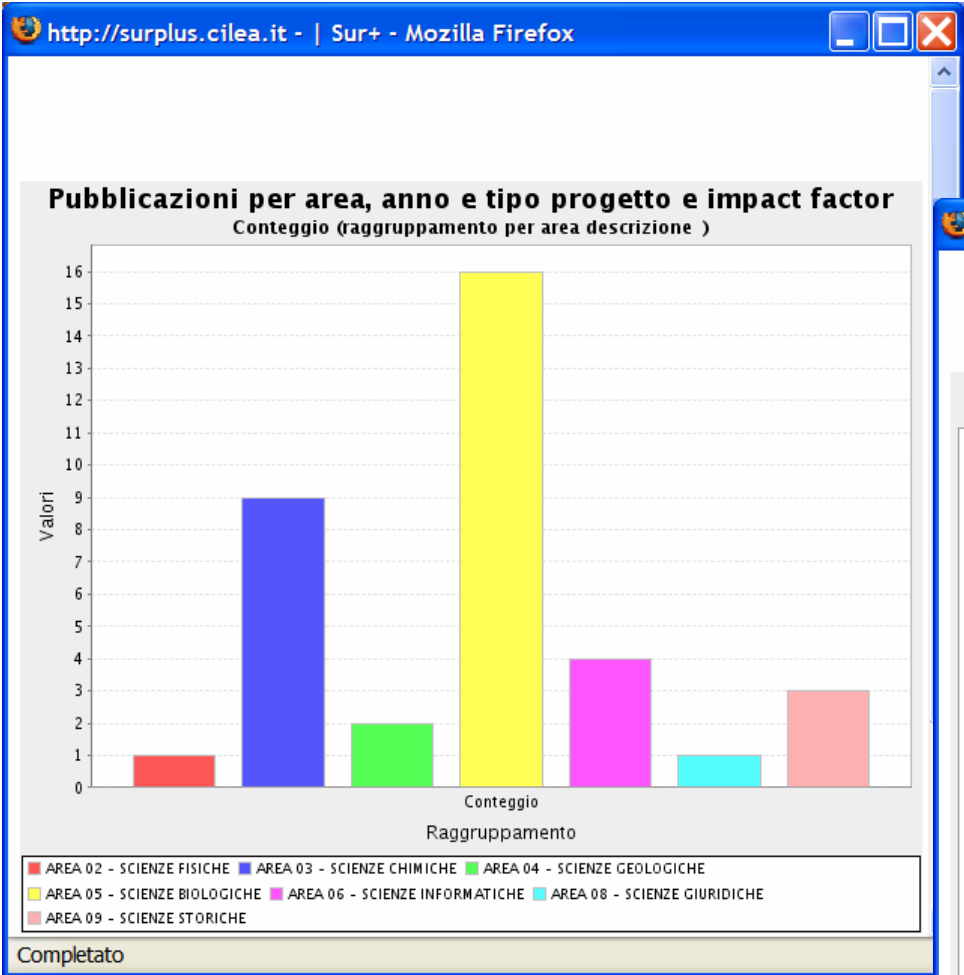 http://surplus.cilea.it - | Sur+ - Mozilla Firefox
Pubblicazioni per area, anno e tipo progetto e impact factor
Conteggio (raggruppamento per area descrizione )
16
15
14
13
12
11
10
9
8
7
6
5
4
3
2
1
0
Valori
Conteggio
Raggruppamento
AREA 02 - SCIENZE FISICHE AREA 03 - SCIENZE CHIMICHE AREA 04 - SCIENZE GEOLOGICHE
AREA 05 - SCIENZE BIOLOGICHE AREA 06 - SCIENZE INFORMATICHE AREA 08 - SCIENZE GIURIDICHE
AREA 09 - SCIENZE STORICHE
Completato